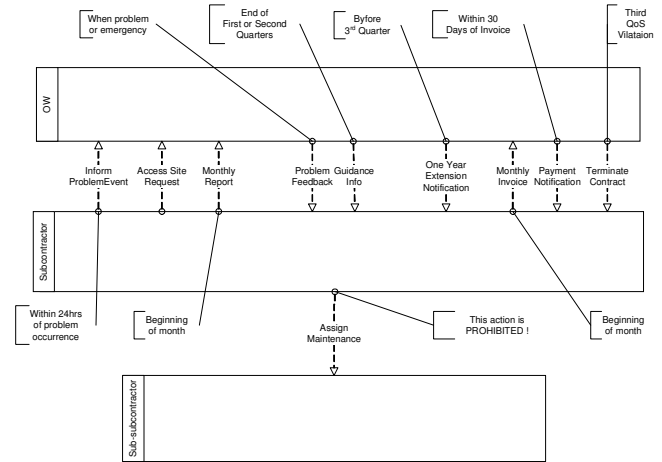 When problem
or emergency
End of
First or Second
Quarters
Byfore
3rd Quarter
Within 30
Days of Invoice
Third
QoS
Vilataion
OW
Inform
ProblemEvent
Access Site
Request
Monthly
Report
Problem
Feedback
Guidance
Info
One Year
Extension
Notification
Monthly
Invoice
Payment
Notification
Terminate
Contract
Subcontractor
Within 24hrs
of problem
occurrence
Beginning
of month
Assign
Maintenance
This action is
PROHIBITED !
Beginning
of month
Sub-subcontractor